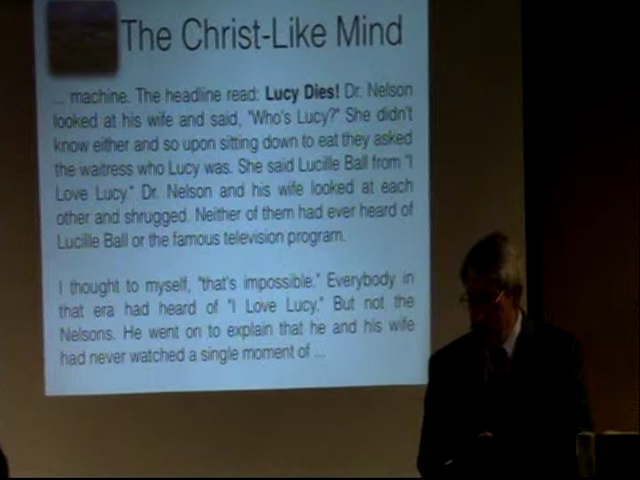 The Christ-Like Mind
... machine. The headline read: Lucy Dies! Dr. Nelson
looked at his wife and said, "Who's Lucy?" She didn't
know either and so upon sitting down to eat they asked
the waitress who Lucy was. She said Lucille Ball from "I
Love Lucy." Dr. Nelson and his wife looked at each
other and shrugged. Neither of them had ever heard of
Lucille Ball or the famous television program.
I thought to myself, "that's impossible." Everybody in
that era had heard of "I Love Lucy." But not the
Nelsons. He went on to explain that he and his wife
had never watched a single moment of ...